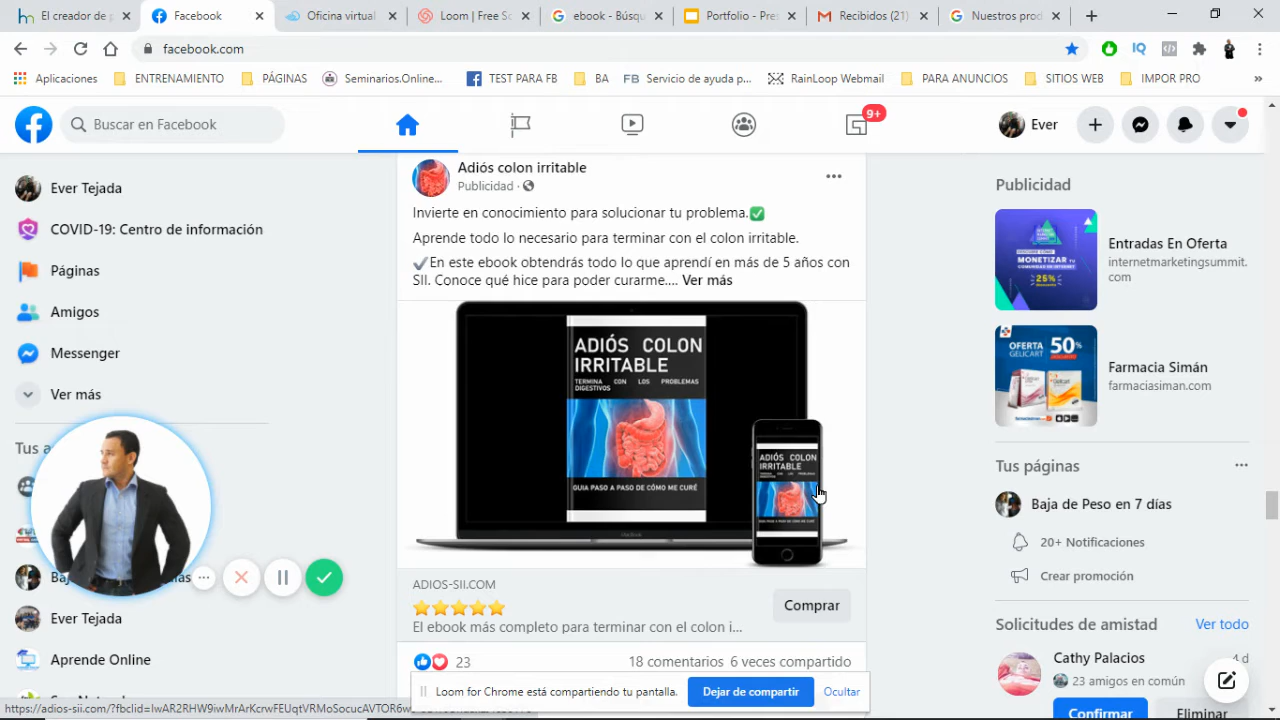 El creador de p
Facebook
Oficina virtual
Loom | Free Sc
ebook - Búsqu
Portfolio - Pres
Recibidos (21)
Nuestros prod
facebook.com
Aplicaciones
ENTRENAMIENTO
PÁGINAS
Seminarios.Online...
TEST PARA FB
BA
FB Servicio de ayuda p...
RainLoop Webmail
PARA ANUNCIOS
SITIOS WEB
IMPOR PRO
»
Buscar en Facebook
9+
Ever
Ever Tejada
COVID-19: Centro de información
Páginas
Amigos
Messenger
Ver más
Tus a
Ever Tejada
Aprende Online
Adiós colon irritable
Publicidad ·
Invierte en conocimiento para solucionar tu problema.✅
Aprende todo lo necesario para terminar con el colon irritable.
✔En este ebook obtendrás todo lo que aprendí en más de 5 años con
SII. Conoce qué hice para poder curarme.... Ver más
ADIÓS COLON
IRRITABLE
TERMINA CON LOS PROBLEMAS
DIGESTIVOS
GUIA PASO A PASO DE CÓMO ME CURÉ
ADIÓS COLON
IRRITABLE
ADIOS-SII.COM
⭐⭐⭐⭐⭐
El ebook más completo para terminar con el colon i...
Comprar
23
18 comentarios 6 veces compartido
Loom for Chrome está compartiendo tu pantalla.
Dejar de compartir
Ocultar
Publicidad
MONETIZAR
25%
Entradas En Oferta
internetmarketingsummit.
com
OFERTA 50%
GELICART
Farmacia Simán
farmaciasiman.com
Tus páginas
Baja de Peso en 7 días
20+ Notificaciones
Crear promoción
Solicitudes de amistad
Ver todo
Cathy Palacios
4 d
23 amigos en común
Confirmar
Eliminar